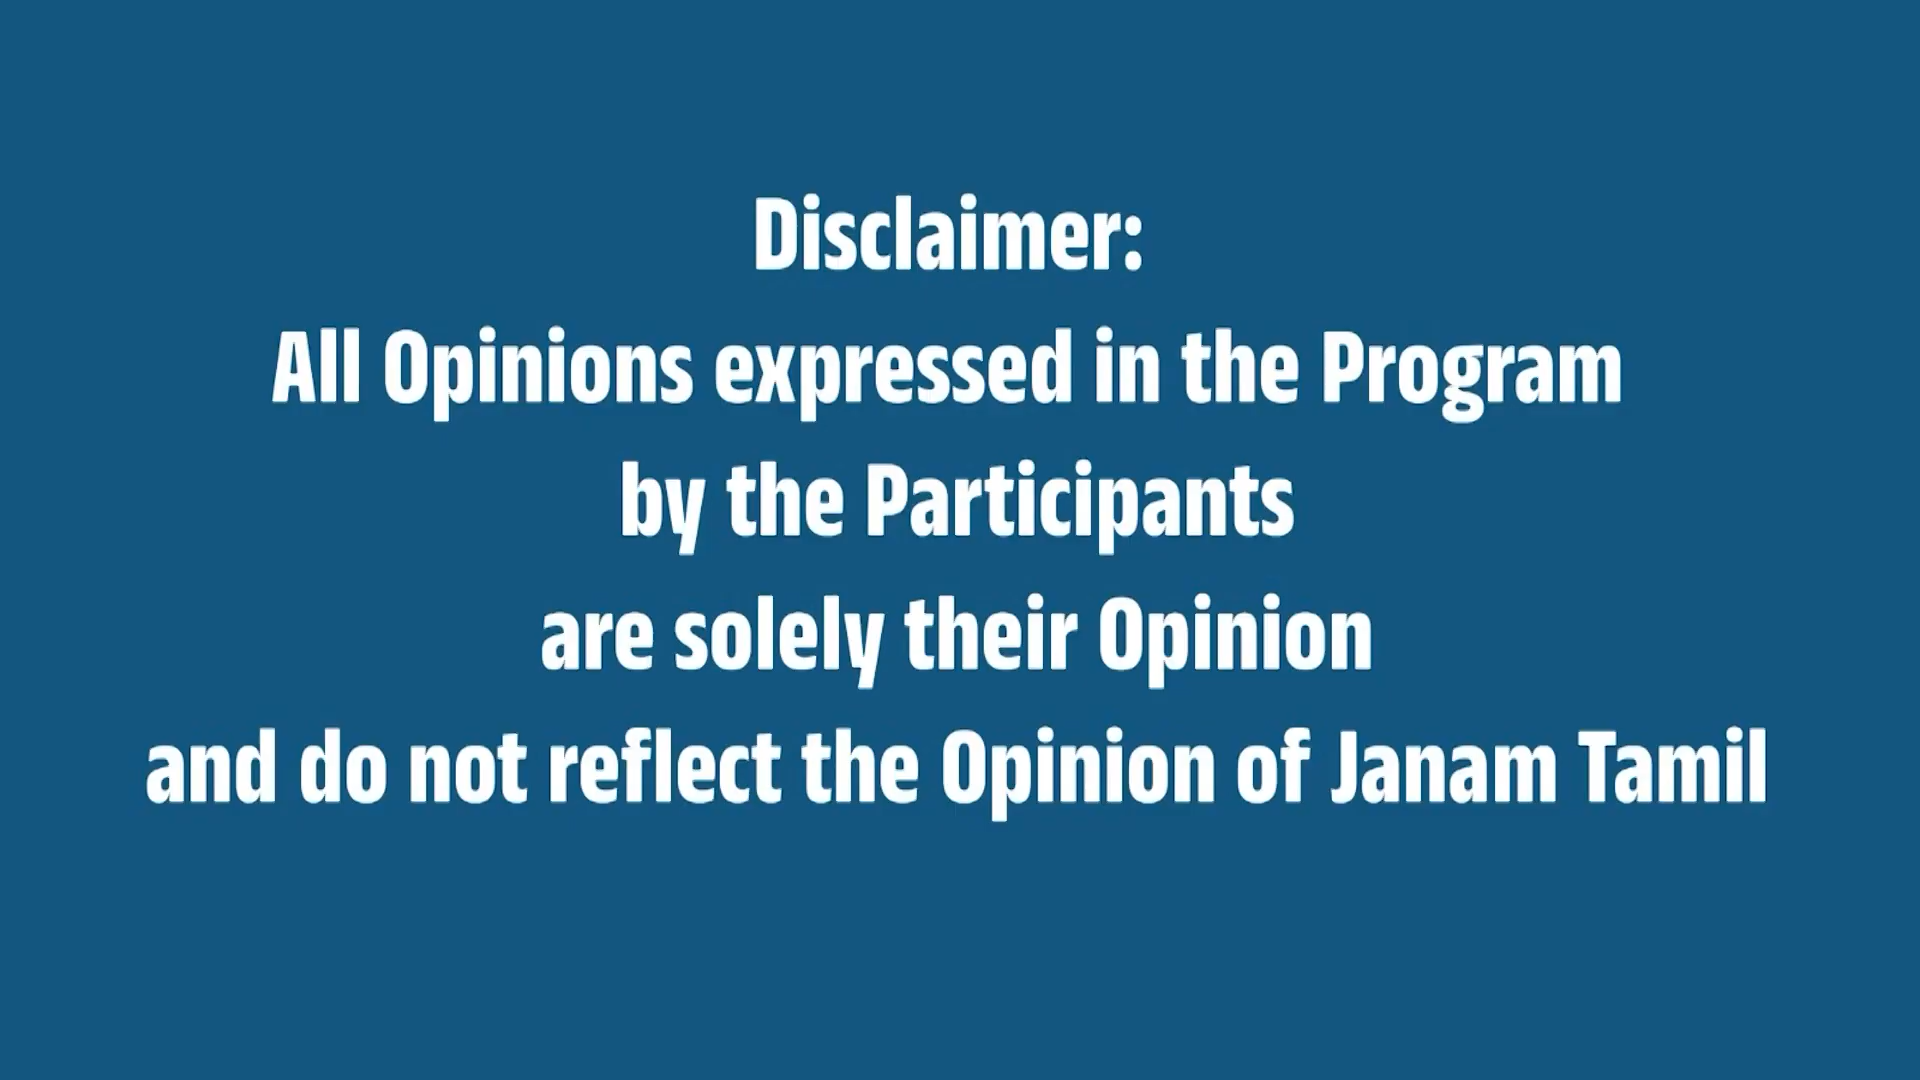 Disclaimer:
All Opinions expressed in the Program
by the Participants
are solely their Opinion
and do not reflect the Opinion of Janam Tamil